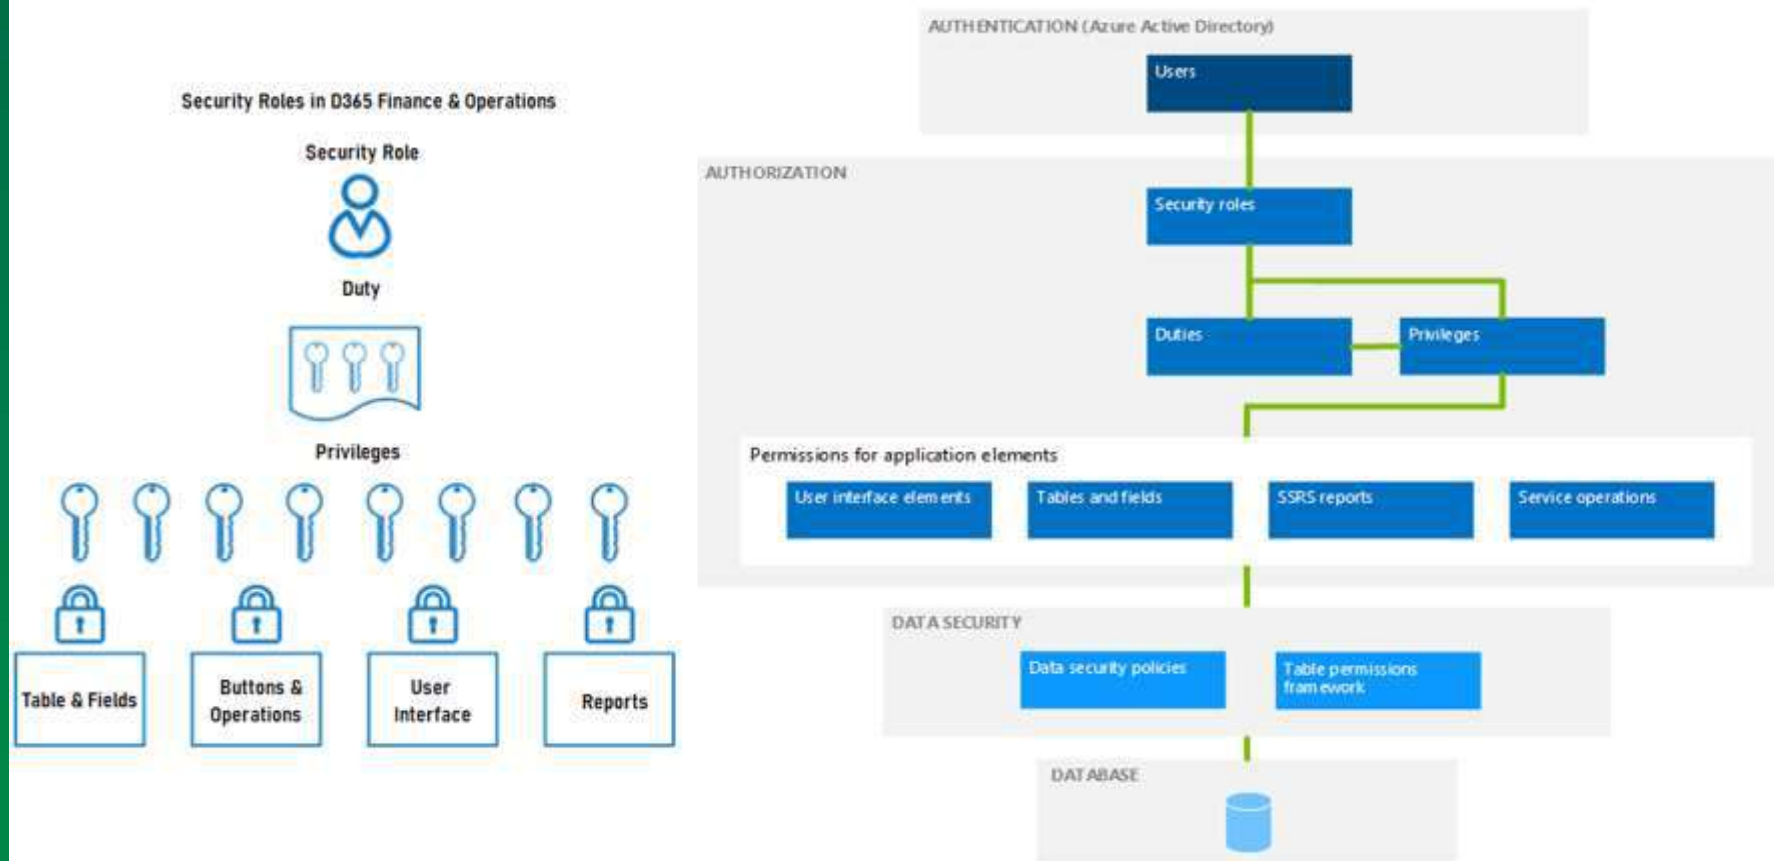 Security Roles in D365 Finance & Operations
Security Role
Duty
Privileges
Table & Fields
Buttons &
Operations
User
Interface
Reports
AUTHENTICATION (Azure Active Directory)
Users
AUTHORIZATION
Security roles
Duties
Privileges
Permissions for application elements
User interface elements
Tables and fields
SSRS reports
Service operations
DATA SECURITY
Data security policies
Table permissions
framework
DATABASE